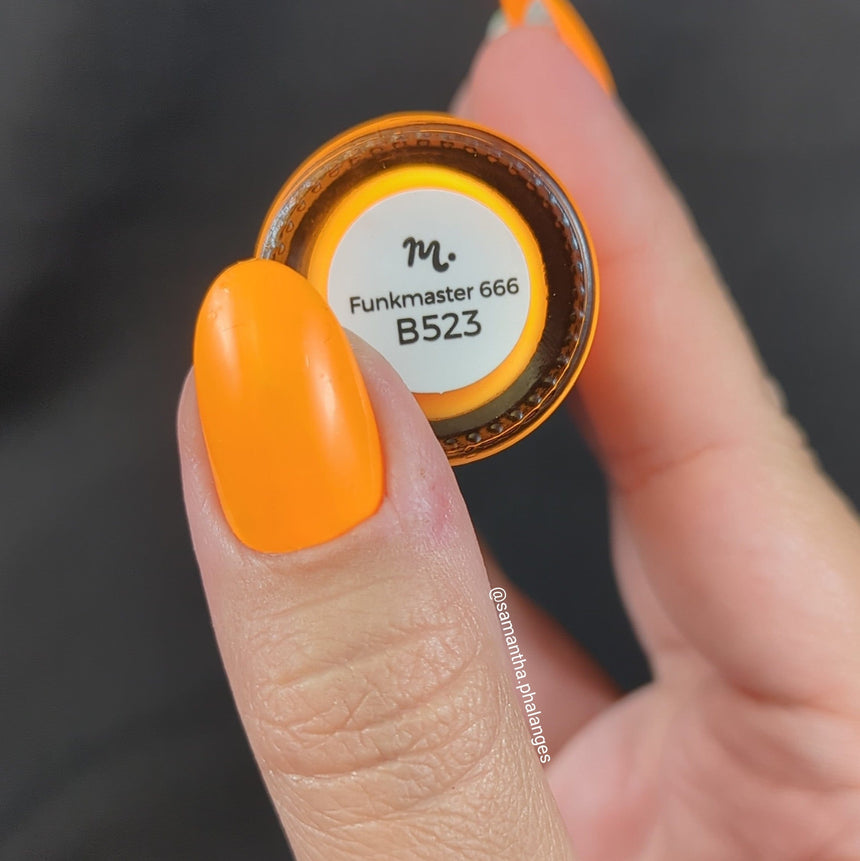 m.
Funkmaster 666
B523
@samantha.phalanges